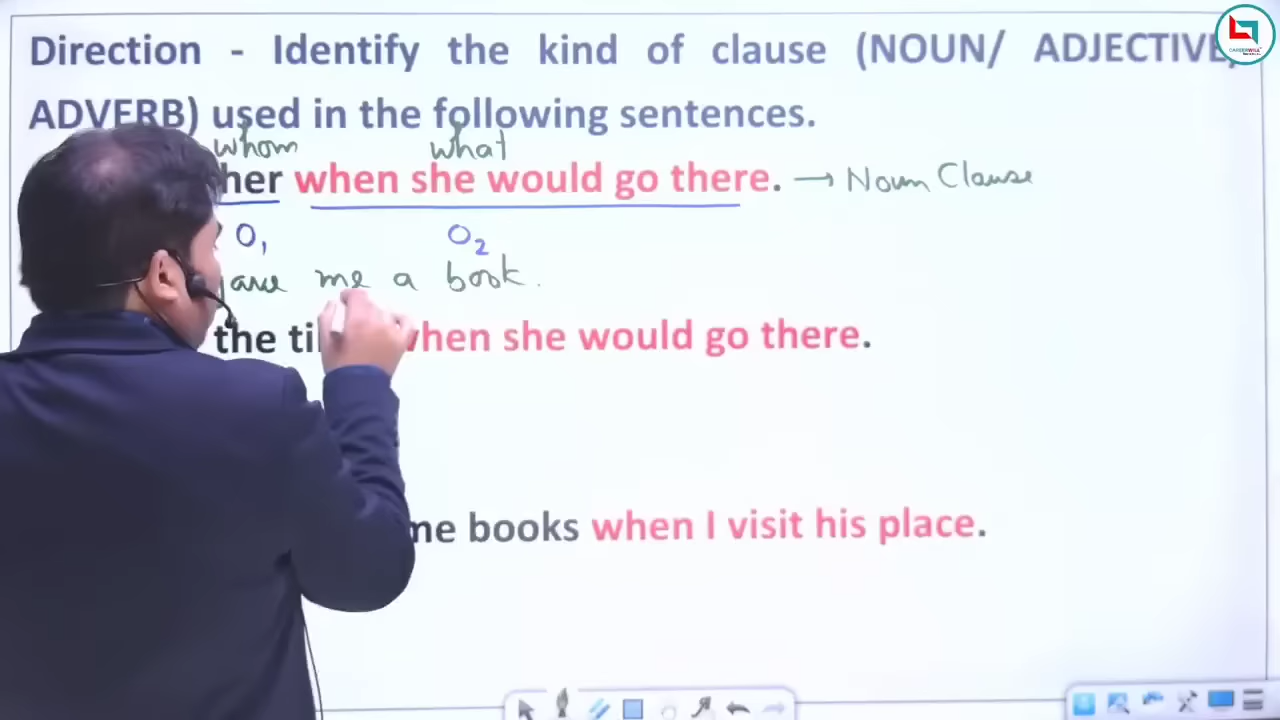 Direction - Identify the kind of clause (NOUN/ ADJECTIVE/
ADVERB) used in the following sentences.
whom what
her when she would go there. → Noun Clause
O1 O2
me a book.
the when she would go there.
me books when I visit his place.
CAREERWILL